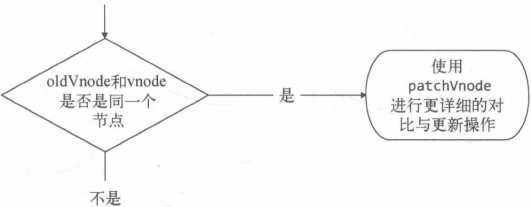 oldVnode和vnode
是否是同一个
节点
是
使用
patchVnode
进行更详细的对
比与更新操作
不是